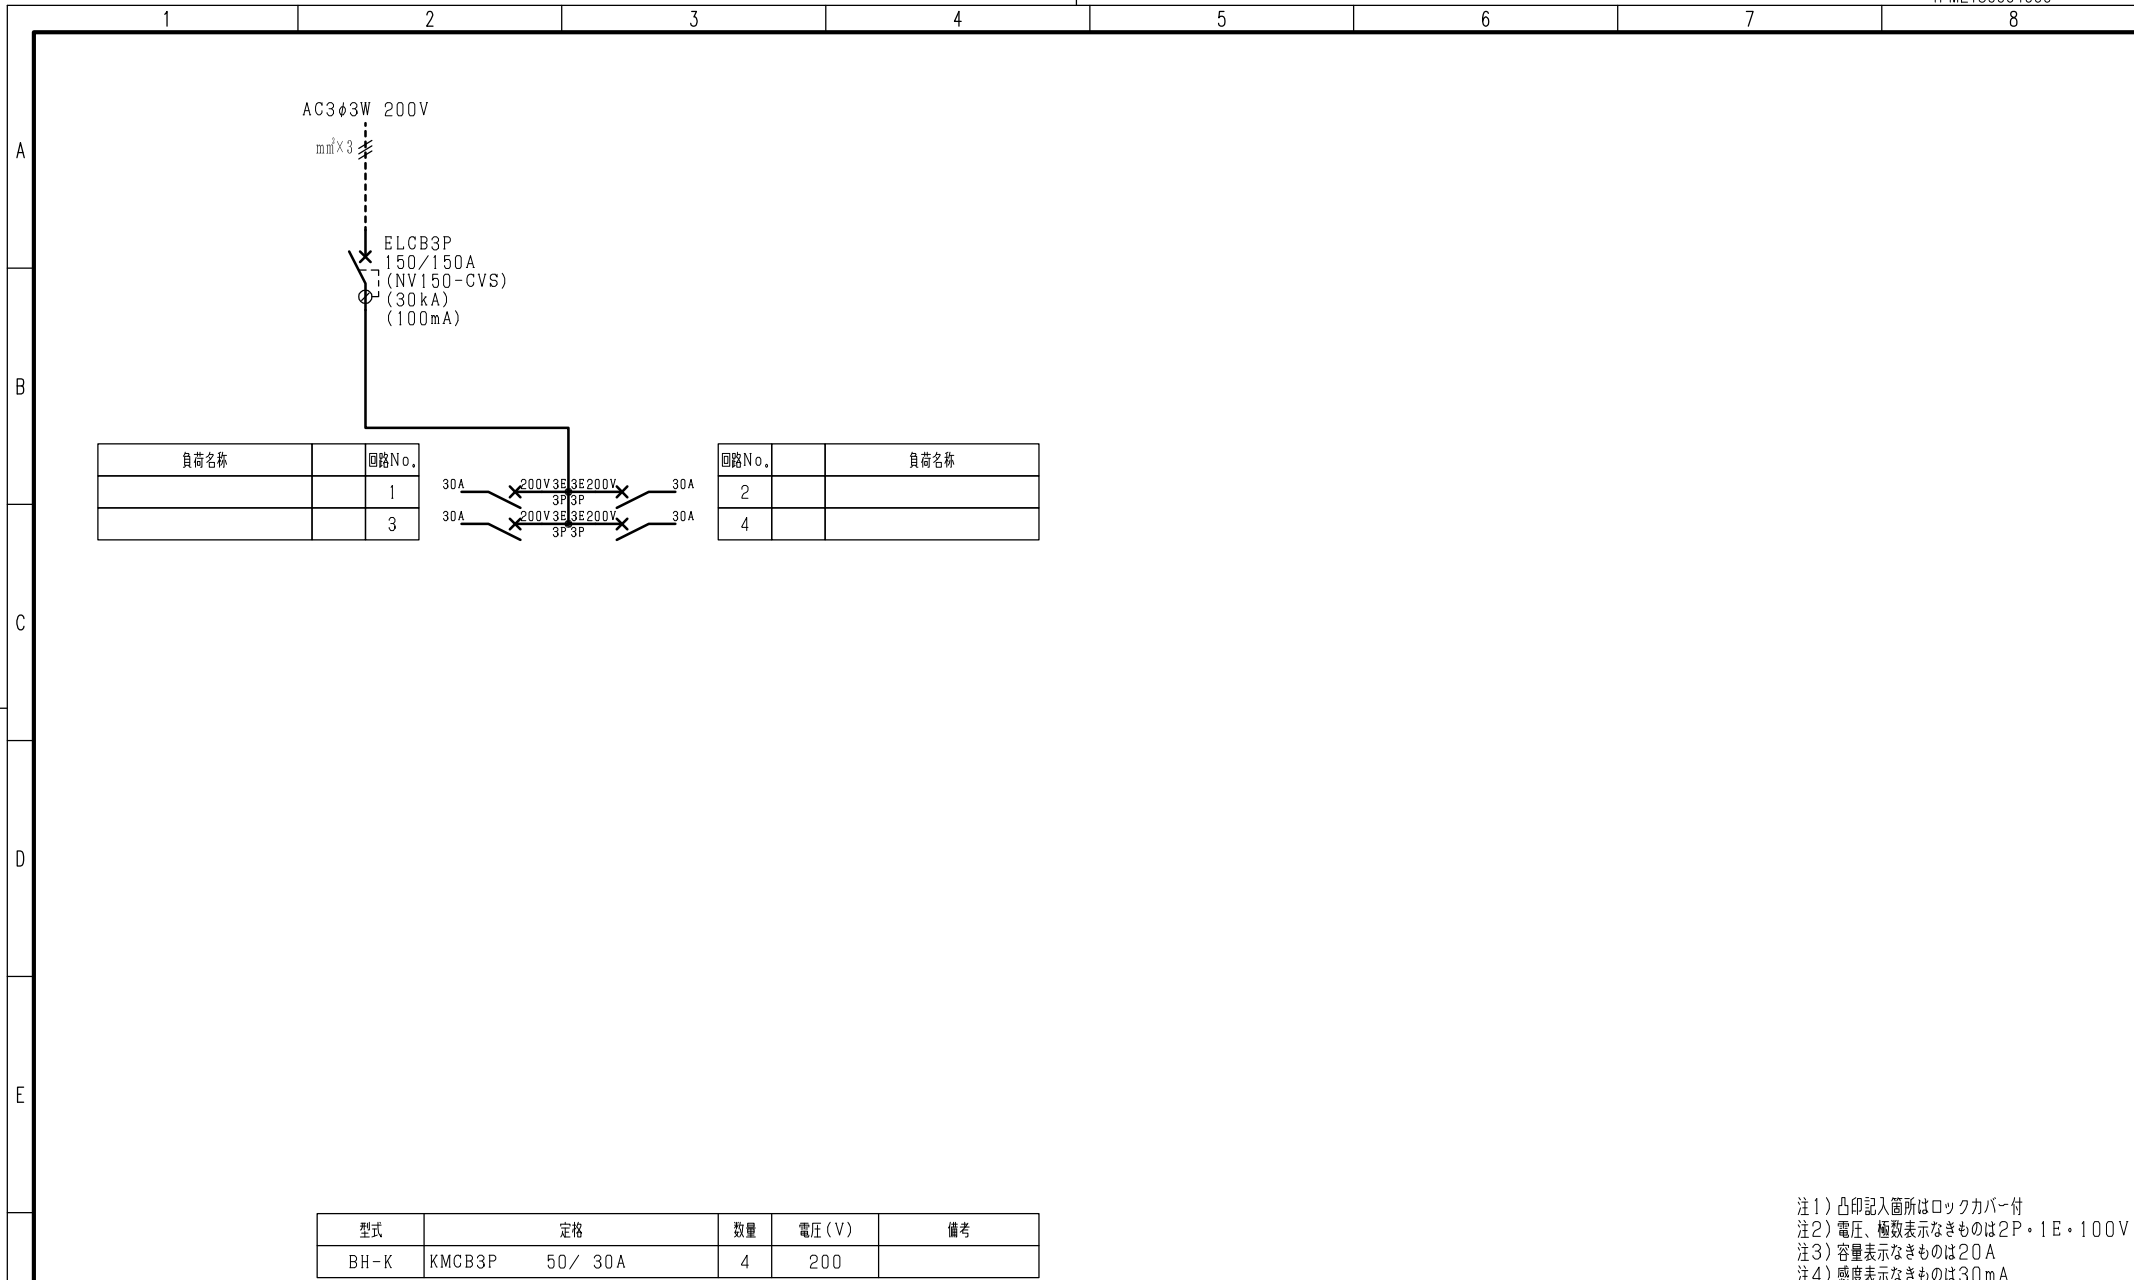 1 2 3 4 5 6 7 8
AC3φ3W 200V
A
mm²×3
ELCB3P
150/150A
(NV150-CVS)
(30kA)
(100mA)
B
負荷名称 回路No. 回路No. 負荷名称
1 30A 200V 3E 3E 200V 30A 2
3P 3P
3 30A 200V 3E 3E 200V 30A 4
3P 3P
C
D
E
注1)凸印記入箇所はロックカバー付
型式 定格 数量 電圧(V) 備考
注2)電圧、極数表示なきものは2P・1E・100V
注3)容量表示なきものは20A
BH-K KMCB3P 50/ 30A 4 200
注4)感度表示なきものは30mA